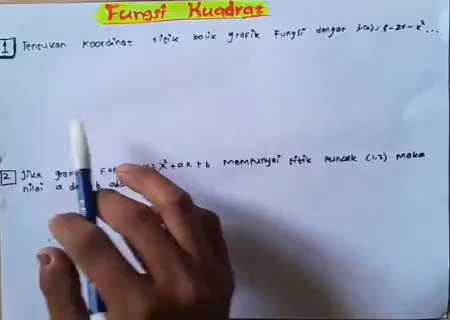 Fungsi Kuadrat
1 Tentukan koordinat titik balik grafik fungsi dengan f(x) = 8 - 2x - x² ...
2 Jika x² + ax + b mempunyai titik puncak (1,2) maka
nilai a b